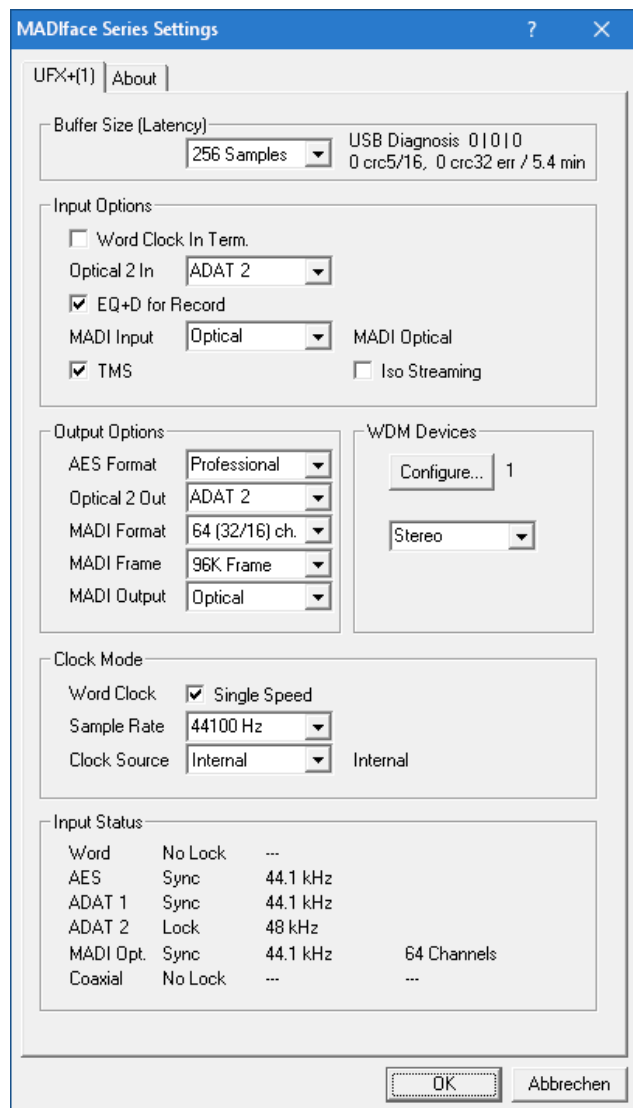 MADIface Series Settings ? ×
UFX+(1) About
Buffer Size (Latency)
256 Samples
USB Diagnosis 0|0|0
0 crc5/16, 0 crc32 err / 5.4 min
Input Options
Word Clock In Term.
Optical 2 In ADAT 2
EQ+D for Record
MADI Input Optical MADI Optical
TMS Iso Streaming
Output Options
AES Format Professional
Optical 2 Out ADAT 2
MADI Format 64 (32/16) ch.
MADI Frame 96K Frame
MADI Output Optical
WDM Devices
Configure... 1
Stereo
Clock Mode
Word Clock Single Speed
Sample Rate 44100 Hz
Clock Source Internal Internal
Input Status
Word No Lock ---
AES Sync 44.1 kHz
ADAT 1 Sync 44.1 kHz
ADAT 2 Lock 48 kHz
MADI Opt. Sync 44.1 kHz 64 Channels
Coaxial No Lock --- ---
OK Abbrechen